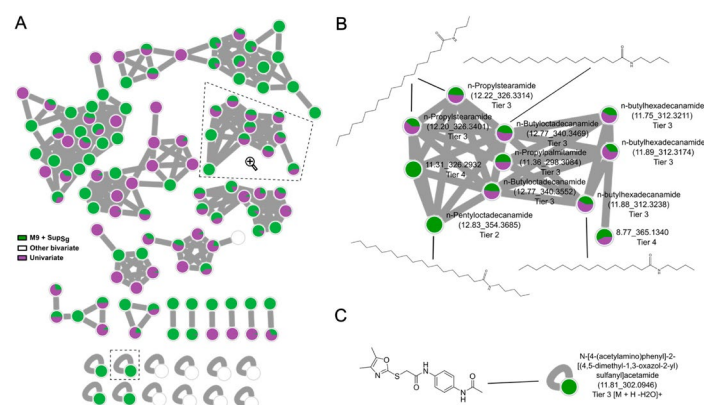 A
M9 + SupSg
Other bivariate
Univariate
B
n-Propylstearamide
(12.22_326.3314)
Tier 3
n-Propylstearamide
(12.20_326.3401)
Tier 3
11.31_326.2932
Tier 4
n-Pentyloctadecanamide
(12.83_354.3685)
Tier 2
n-Butyloctadecanamide
(12.77_340.3469)
Tier 3
n-Propylpalmitamide
(11.36_298.3084)
Tier 3
n-Butyloctadecanamide
(12.77_340.3552)
Tier 3
n-butylhexadecanamide
(11.75_312.3211)
Tier 3
n-butylhexadecanamide
(11.89_312.3174)
Tier 3
n-butylhexadecanamide
(11.88_312.3238)
Tier 3
8.77_365.1340
Tier 4
C
N-[4-(acetylamino)phenyl]-2-
[(4,5-dimethyl-1,3-oxazol-2-yl)
sulfanyl]acetamide
(11.81_302.0946)
Tier 3 [M + H -H2O]+